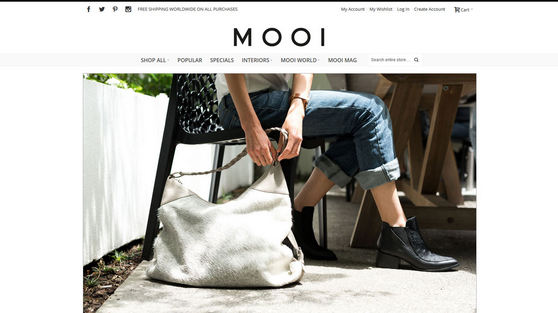 FREE SHIPPING WORLDWIDE ON ALL PURCHASES
My Account My Wishlist Log In Create Account Cart
MOOI
SHOP ALL POPULAR SPECIALS INTERIORS MOOI WORLD MOOI MAG Search entire store ...